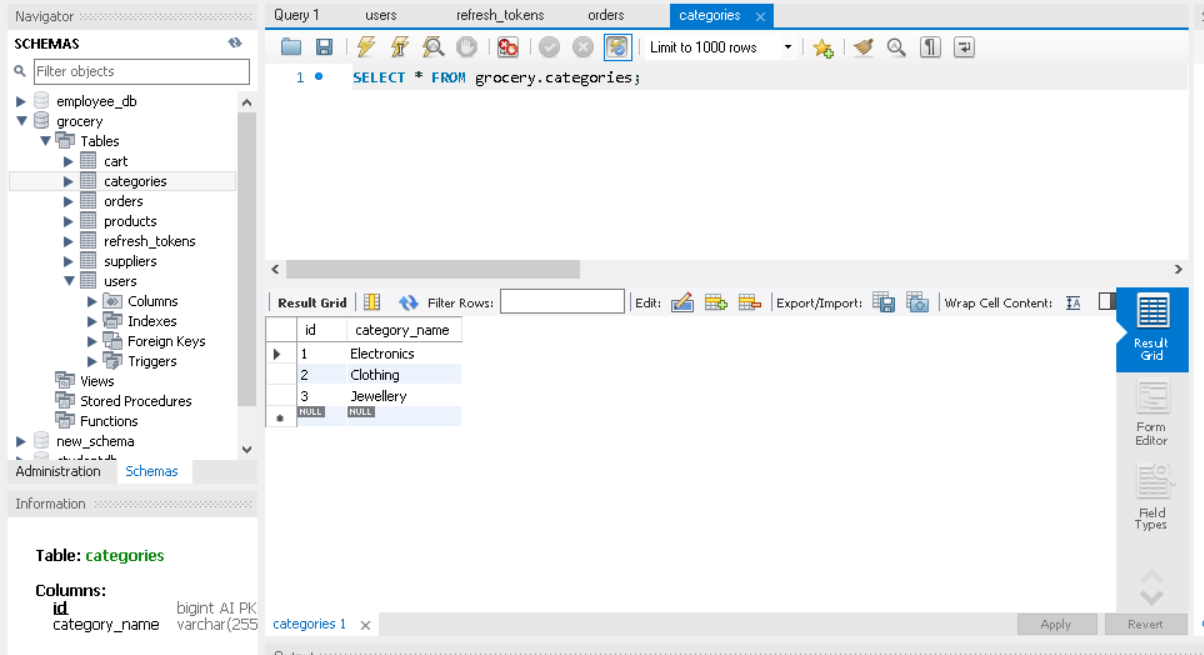 Navigator
SCHEMAS
Filter objects
employee_db
grocery
Tables
cart
categories
orders
products
refresh_tokens
suppliers
users
Columns
Indexes
Foreign Keys
Triggers
Views
Stored Procedures
Functions
new_schema
Administration Schemas
Information
Table: categories
Columns:
id bigint AI PK
category_name varchar(255
Query 1 users refresh_tokens orders categories
Limit to 1000 rows
1 SELECT * FROM grocery.categories;
Result Grid Filter Rows: Edit: Export/Import: Wrap Cell Content: IA
id category_name
1 Electronics
2 Clothing
3 Jewellery
NULL NULL
Result
Grid
Form
Editor
Field
Types
categories 1 Apply Revert